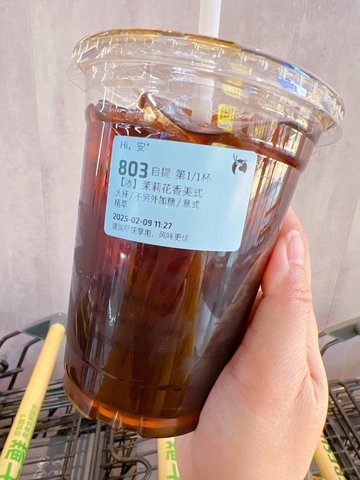 Hi, 安*
803 自提 第1/1杯
【冰】茉莉花香美式
大杯/不另外加糖/意式
拼萃
2025-02-09 11:27
建议尽快享用，风味更佳